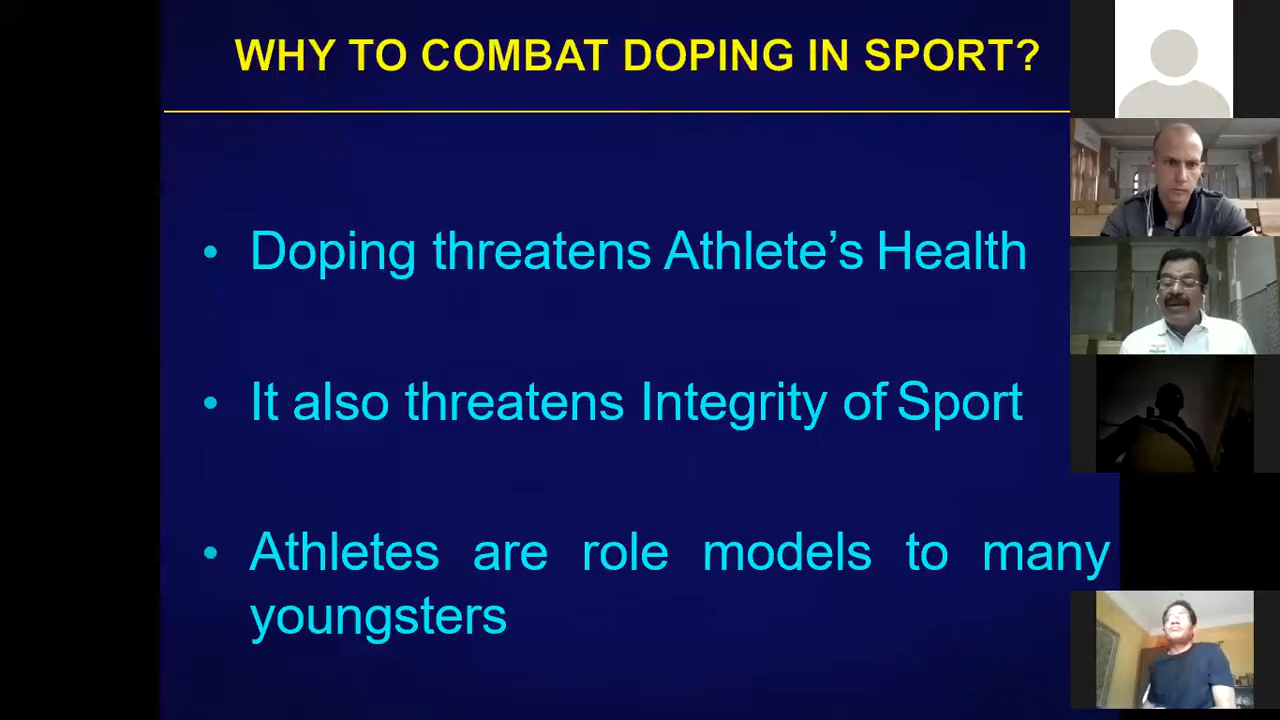 WHY TO COMBAT DOPING IN SPORT?
• Doping threatens Athlete’s Health
• It also threatens Integrity of Sport
• Athletes are role models to many
youngsters